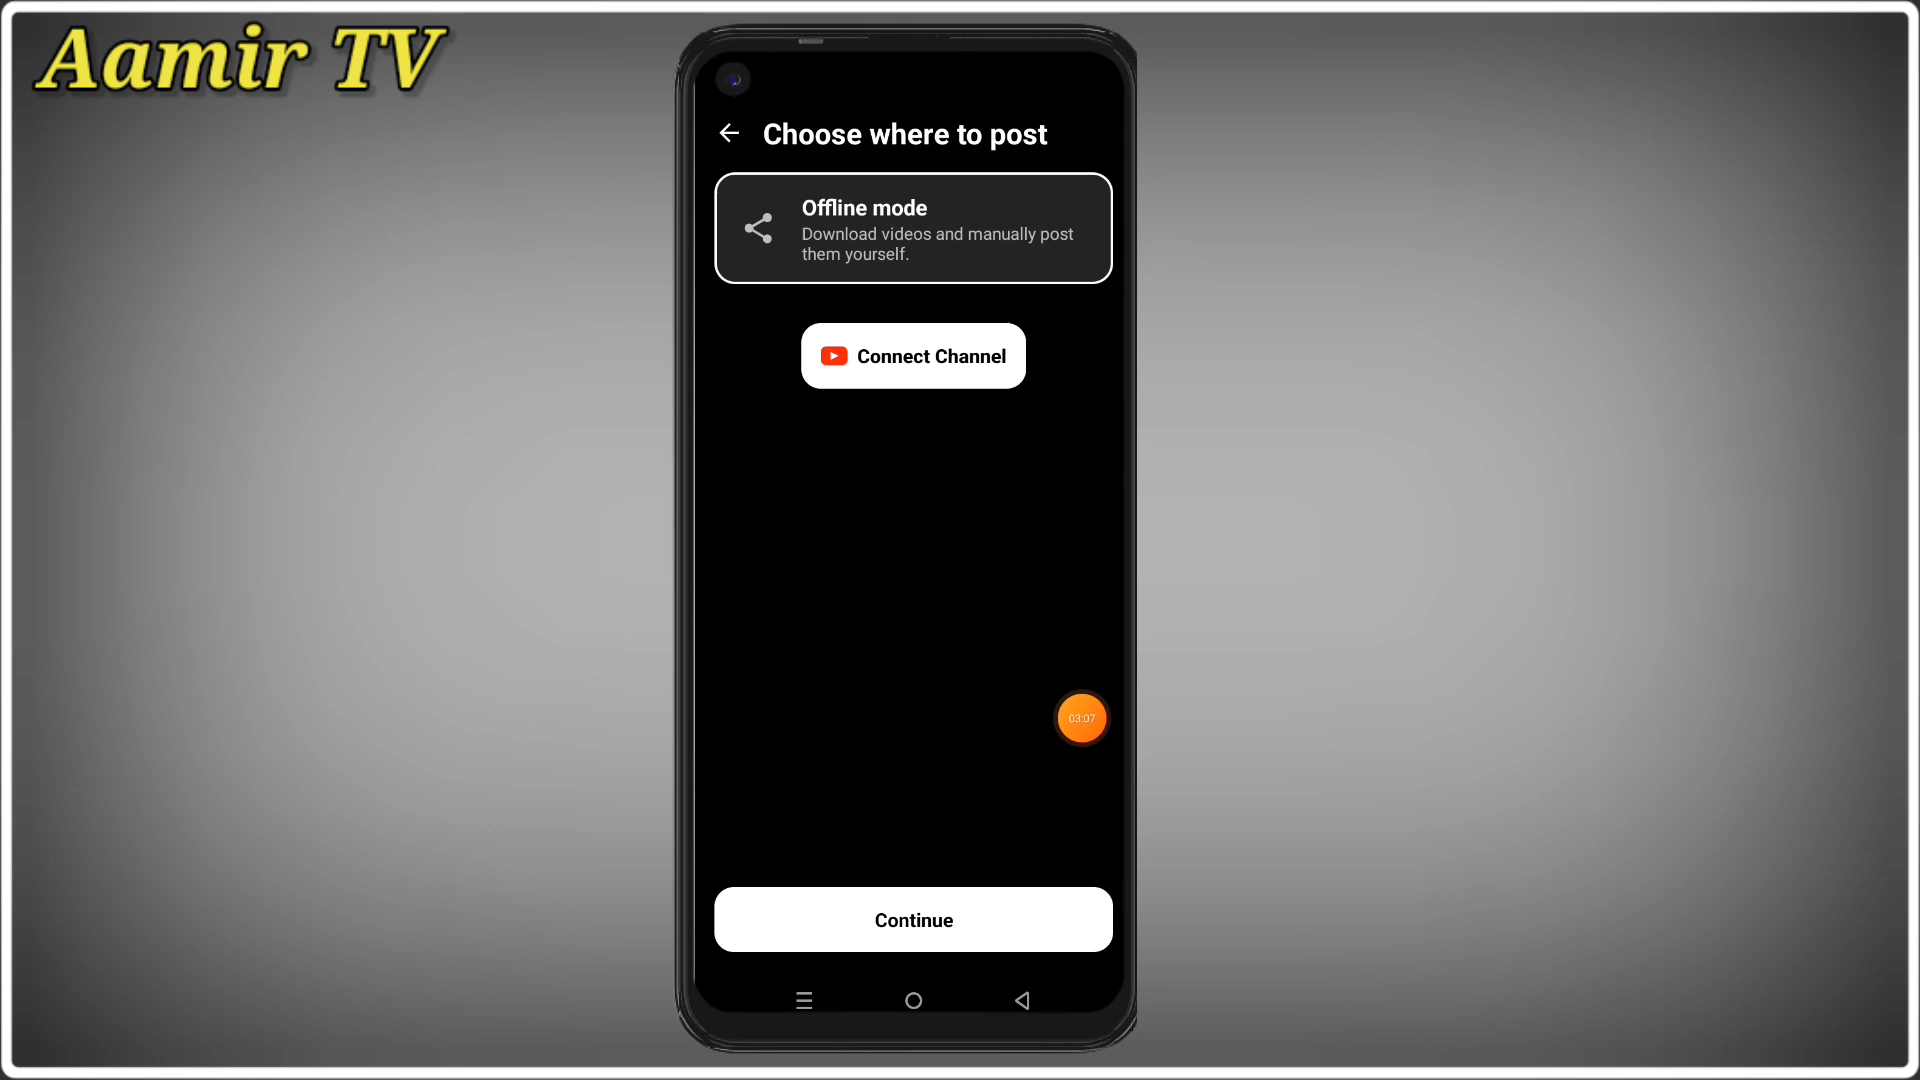 Aamir TV
Choose where to post
Offline mode
Download videos and manually post
them yourself.
Connect Channel
03:07
Continue